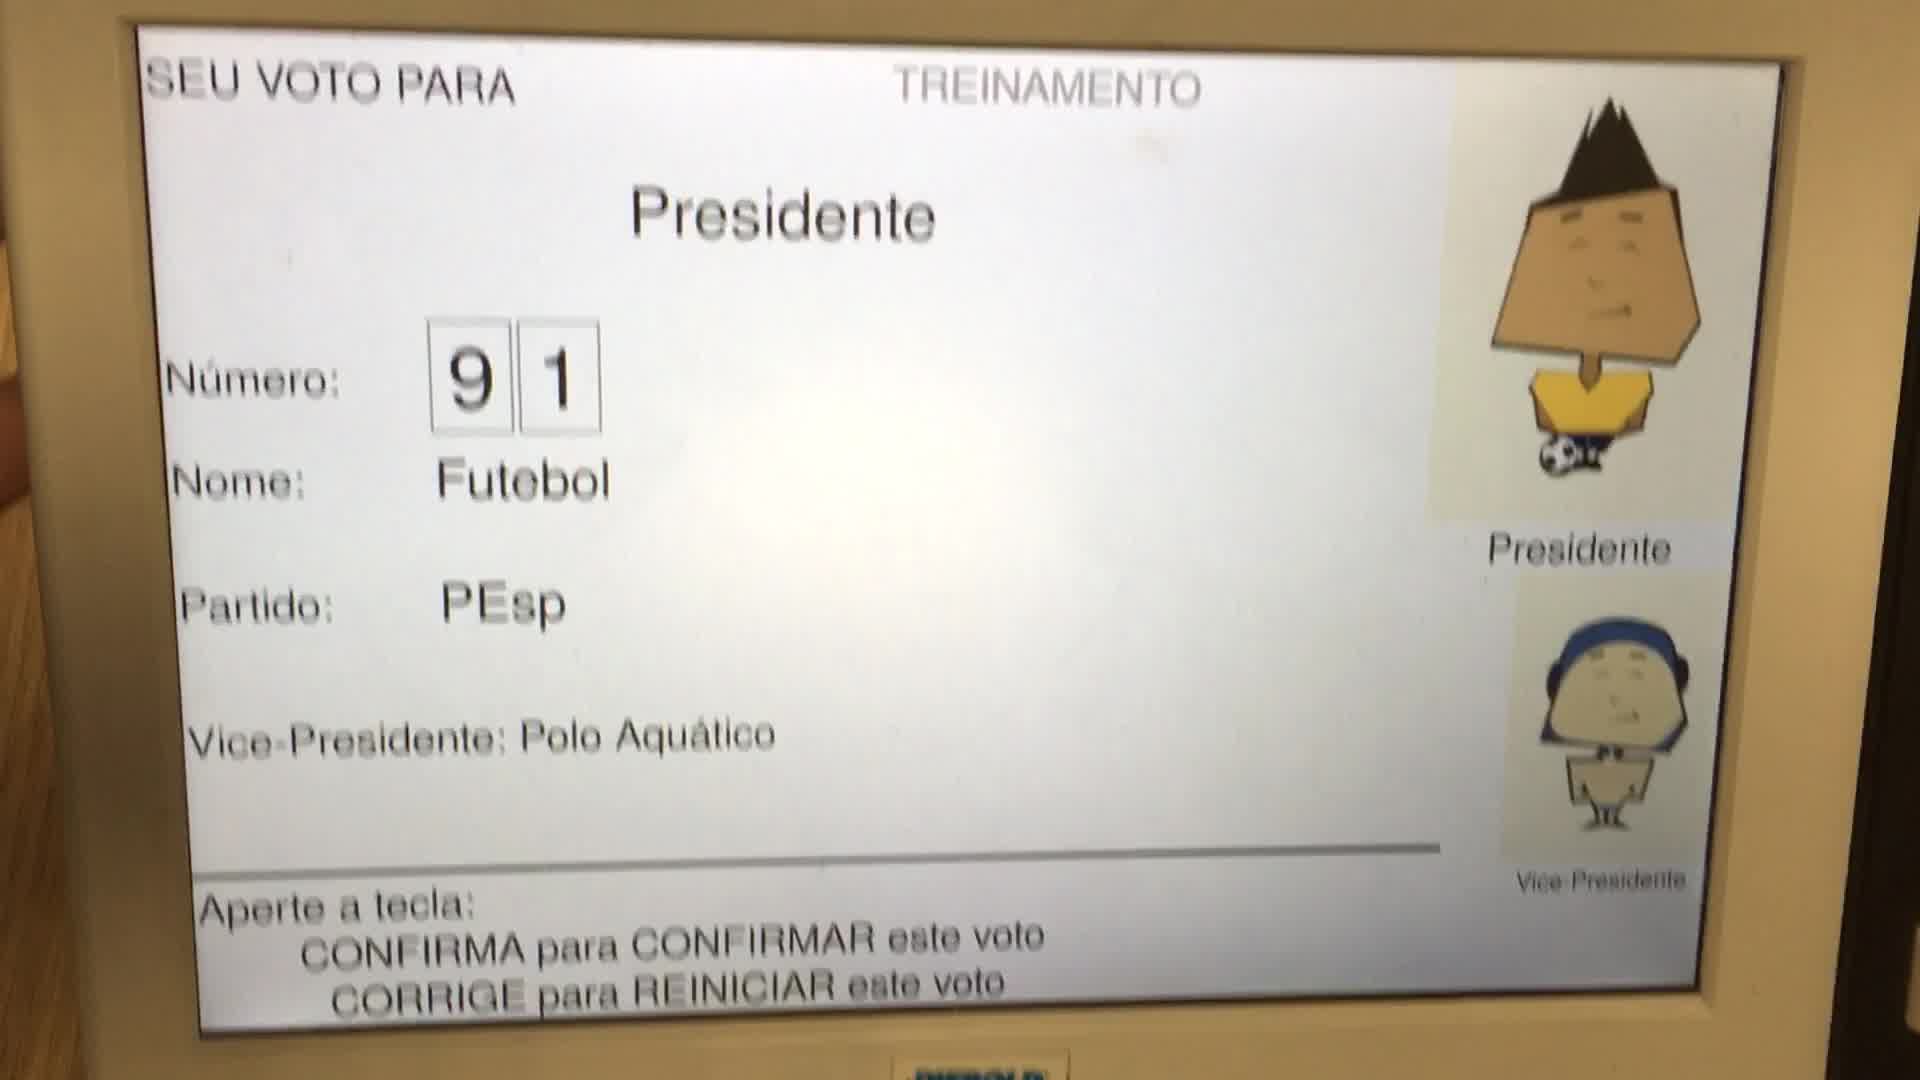 SEU VOTO PARA
TREINAMENTO
Presidente
Número: 9 1
Nome: Futebol
Partido: PEsp
Vice-Presidente: Polo Aquático
Presidente
Vice-Presidente
Aperte a tecla:
CONFIRMA para CONFIRMAR este voto
CORRIGE para REINICIAR este voto